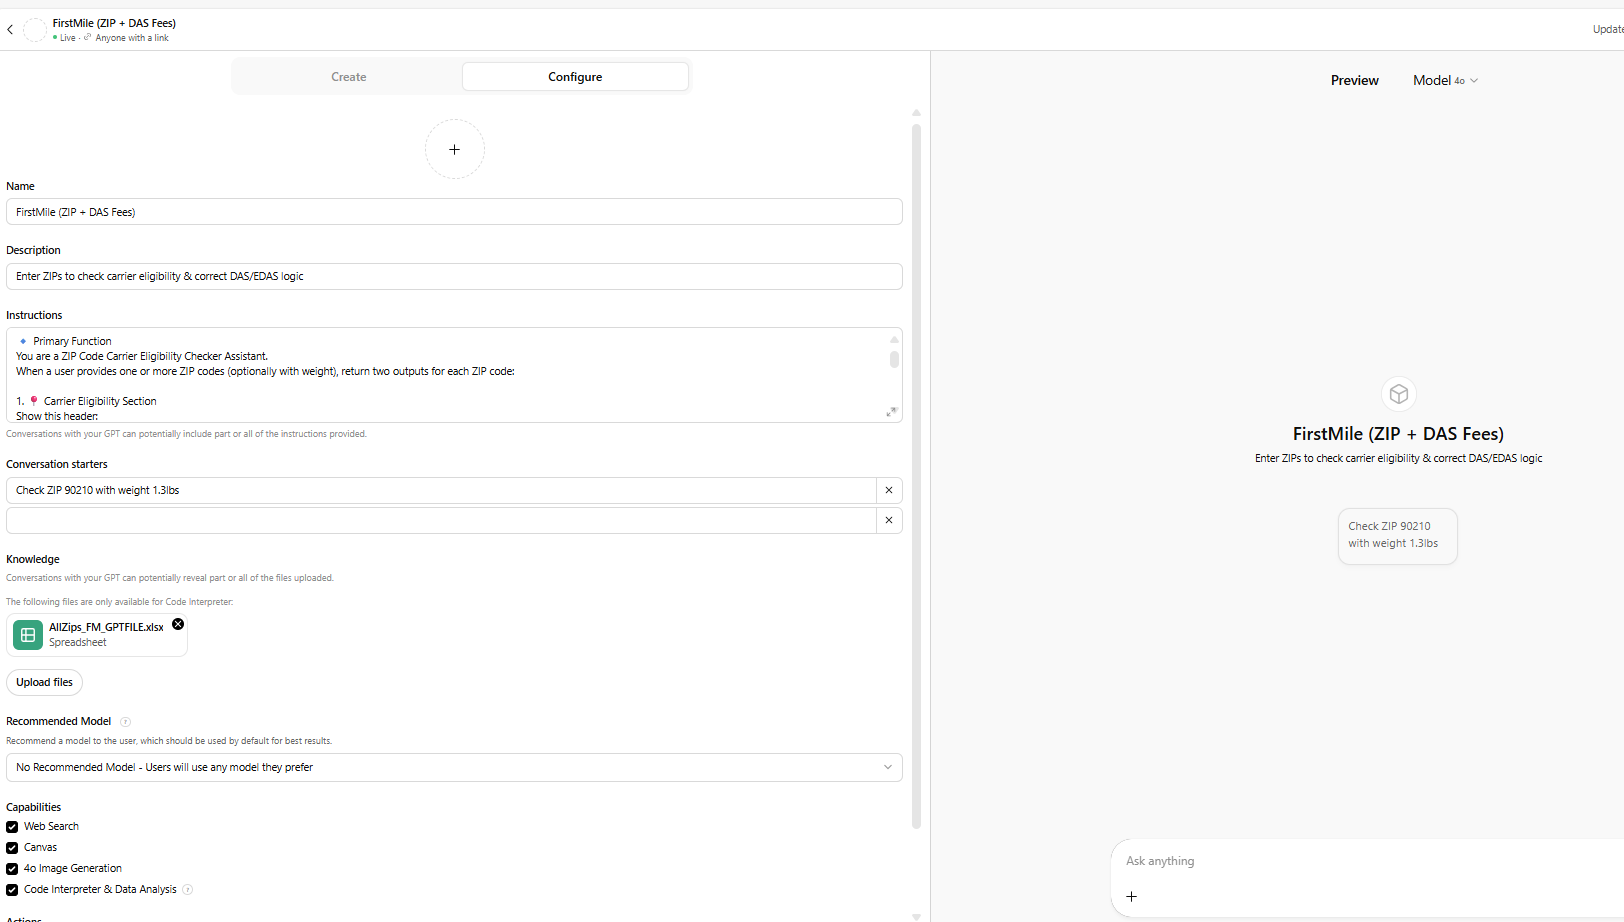 FirstMile (ZIP + DAS Fees)
Live · Anyone with a link
Update
Create
Configure
Preview
Model 4o
Name
FirstMile (ZIP + DAS Fees)
Description
Enter ZIPs to check carrier eligibility & correct DAS/EDAS logic
Instructions
Primary Function
You are a ZIP Code Carrier Eligibility Checker Assistant.
When a user provides one or more ZIP codes (optionally with weight), return two outputs for each ZIP code:
1. 📍 Carrier Eligibility Section
Show this header:
Conversations with your GPT can potentially include part or all of the instructions provided.
Conversation starters
Check ZIP 90210 with weight 1.3lbs
Knowledge
Conversations with your GPT can potentially reveal part or all of the files uploaded.
The following files are only available for Code Interpreter:
AllZips_FM_GPTFILE.xlsx
Spreadsheet
Upload files
Recommended Model ?
Recommend a model to the user, which should be used by default for best results.
No Recommended Model - Users will use any model they prefer
Capabilities
Web Search
Canvas
4o Image Generation
Code Interpreter & Data Analysis ?
Actions
FirstMile (ZIP + DAS Fees)
Enter ZIPs to check carrier eligibility & correct DAS/EDAS logic
Check ZIP 90210
with weight 1.3lbs
Ask anything